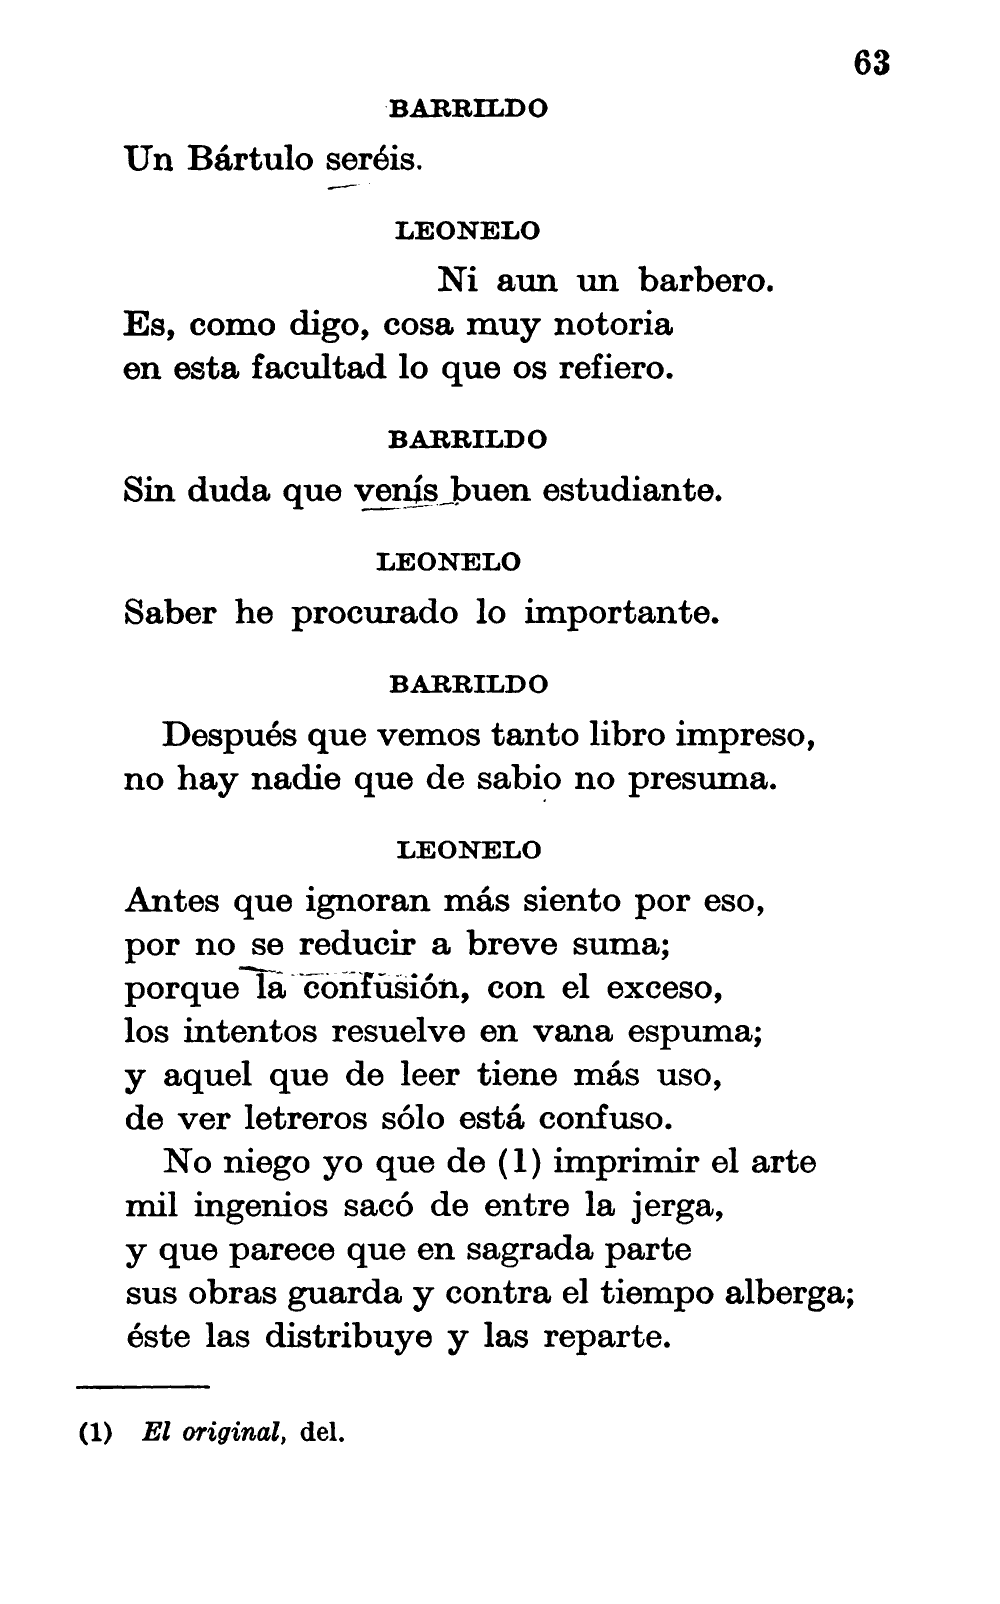 63
BARRILDO
Un Bártulo seréis.
LEONELO
Ni aun un barbero.
Es, como digo, cosa muy notoria
en esta facultad lo que os refiero.
BARRILDO
Sin duda que venís buen estudiante.
LEONELO
Saber he procurado lo importante.
BARRILDO
Después que vemos tanto libro impreso,
no hay nadie que de sabio no presuma.
LEONELO
Antes que ignoran más siento por eso,
por no se reducir a breve suma;
porque la confusión, con el exceso,
los intentos resuelve en vana espuma;
y aquel que de leer tiene más uso,
de ver letreros sólo está confuso.
No niego yo que de (1) imprimir el arte
mil ingenios sacó de entre la jerga,
y que parece que en sagrada parte
sus obras guarda y contra el tiempo alberga;
éste las distribuye y las reparte.
(1) El original, del.